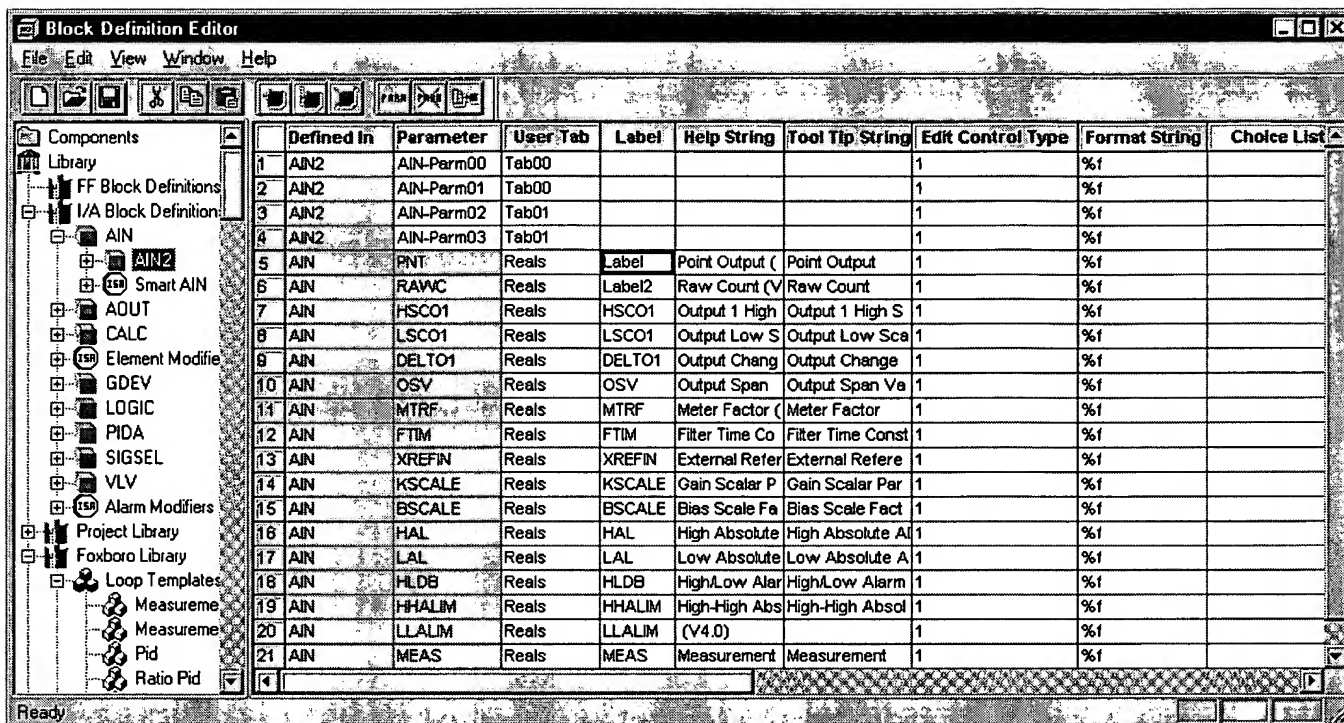 Block Definition Editor
File Edit View Window Help
Components
Library
FF Block Definitions
I/A Block Definition
AIN
AIN2
Smart AIN
AOUT
CALC
Element Modifie
GDEV
LOGIC
PIDA
SIGSEL
VLV
Alarm Modifiers
Project Library
Foxboro Library
Loop Templates
Measureme
Measureme
Pid
Ratio Pid
Defined In Parameter User Tab Label Help String Tool Tip String Edit Control Type Format String Choice List
1 AIN2 AIN-Parm00 Tab00 1 %f
2 AIN2 AIN-Parm01 Tab00 1 %f
3 AIN2 AIN-Parm02 Tab01 1 %f
4 AIN2 AIN-Parm03 Tab01 1 %f
5 AIN PNT Reals Label Point Output ( Point Output 1 %f
6 AIN RAWC Reals Label2 Raw Count (V Raw Count 1 %f
7 AIN HSCO1 Reals HSCO1 Output 1 High Output 1 High S 1 %f
8 AIN LSCO1 Reals LSCO1 Output Low S Output Low Sca 1 %f
9 AIN DELTO1 Reals DELTO1 Output Chang Output Change 1 %f
10 AIN OSV Reals OSV Output Span Output Span Va 1 %f
11 AIN MTRF Reals MTRF Meter Factor ( Meter Factor 1 %f
12 AIN FTIM Reals FTIM Filter Time Co Filter Time Const 1 %f
13 AIN XREFIN Reals XREFIN External Refer External Refere 1 %f
14 AIN KSCALE Reals KSCALE Gain Scalar P Gain Scalar Par 1 %f
15 AIN BSCALE Reals BSCALE Bias Scale Fa Bias Scale Fact 1 %f
16 AIN HAL Reals HAL High Absolute High Absolute Al 1 %f
17 AIN LAL Reals LAL Low Absolute Low Absolute A 1 %f
18 AIN HLDB Reals HLDB High/Low Alar High/Low Alarm 1 %f
19 AIN HHALIM Reals HHALIM High-High Abs High-High Absol 1 %f
20 AIN LLALIM Reals LLALIM (V4.0) 1 %f
21 AIN MEAS Reals MEAS Measurement Measurement 1 %f
Ready